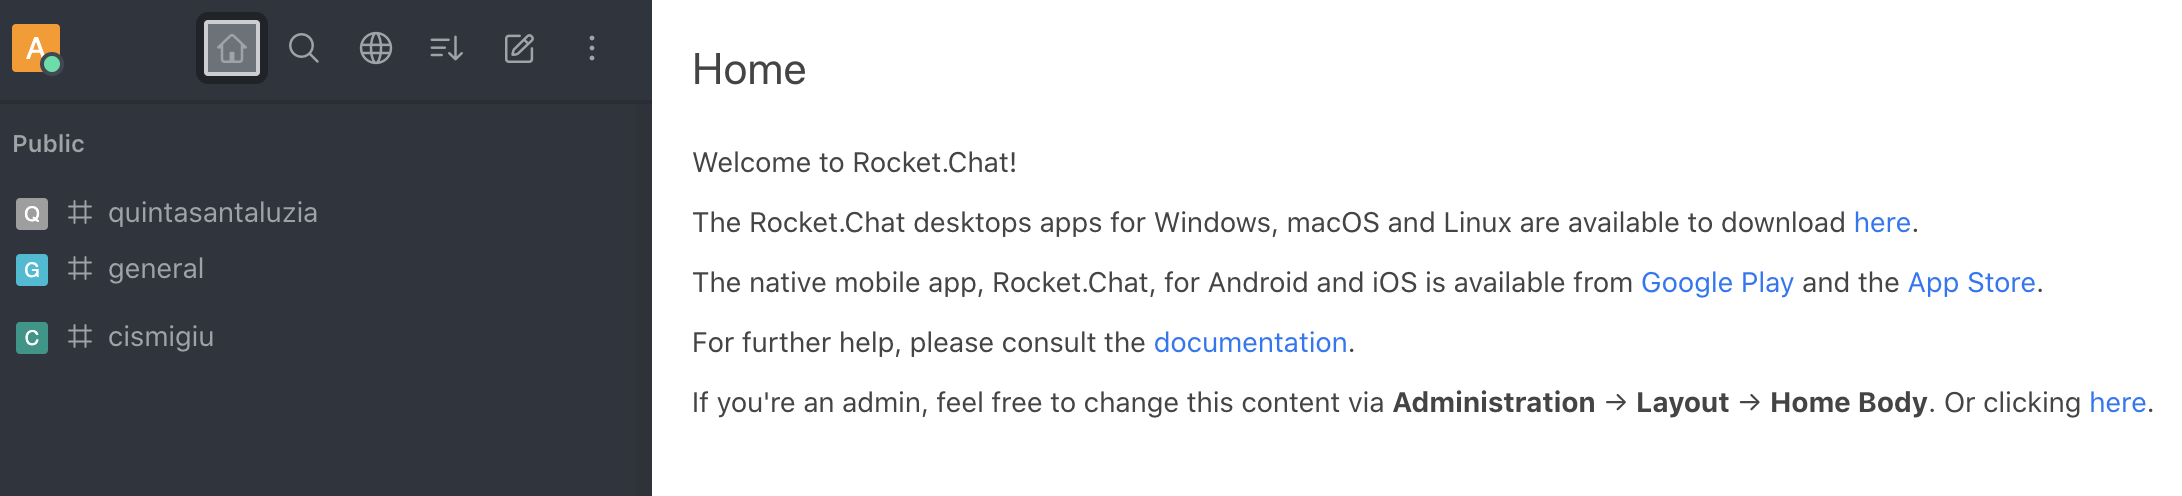 A
Public
Q quintasantaluzia
G general
C cismigiu
Home
Welcome to Rocket.Chat!
The Rocket.Chat desktops apps for Windows, macOS and Linux are available to download here.
The native mobile app, Rocket.Chat, for Android and iOS is available from Google Play and the App Store.
For further help, please consult the documentation.
If you're an admin, feel free to change this content via Administration → Layout → Home Body. Or clicking here.